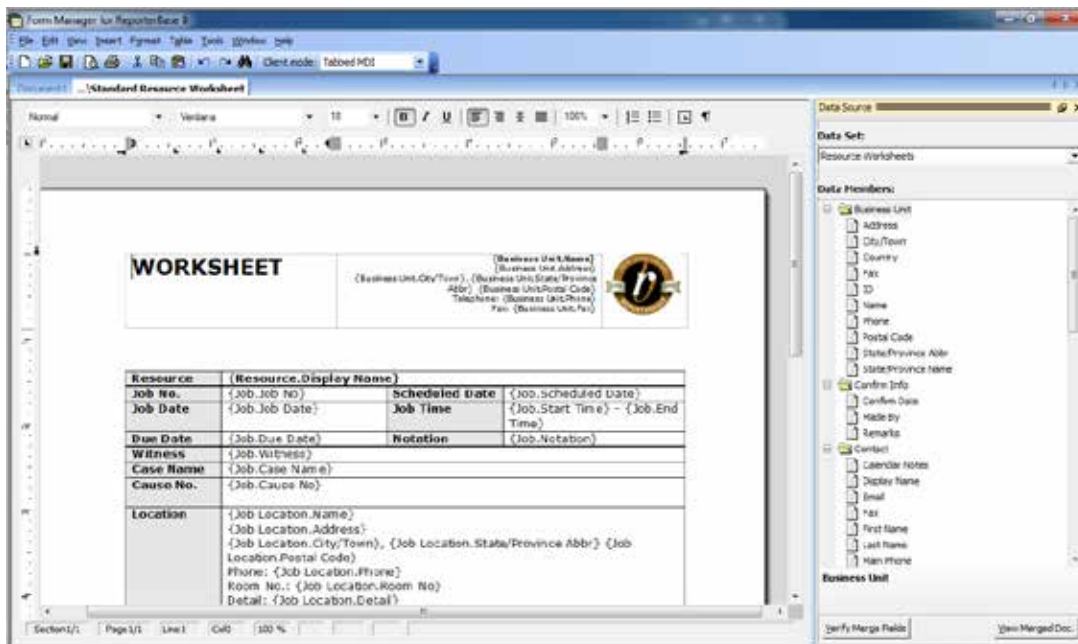 Form Manager for ReporterBase 8
File Edit View Insert Format Table Tools Window Help
Client mode: Tabbed MDI
Document1 ...\Standard Resource Worksheet
Normal Verdana 18 B I U 100%
Data Source
Data Set:
Resource Worksheets
Data Members:
Business Unit
Address
City/Town
Country
Fax
ID
Name
Phone
Postal Code
State/Province Abbr
State/Province Name
Confirm Info
Confirm Date
Made By
Remarks
Contact
Calendar Notes
Display Name
Email
Fax
First Name
Last Name
Main Phone
Business Unit
Verify Merge Fields View Merged Doc.
WORKSHEET
{Business Unit.Name}
{Business Unit.Address}
{Business Unit.City/Town}, {Business Unit.State/Province
Abbr} {Business Unit.Postal Code}
Telephone: {Business Unit.Phone}
Fax: {Business Unit.Fax}
Resource {Resource.Display Name}
Job No. {Job.Job No} Scheduled Date {Job.Scheduled Date}
Job Date {Job.Job Date} Job Time {Job.Start Time} - {Job.End
Time}
Due Date {Job.Due Date} Notation {Job.Notation}
Witness {Job.Witness}
Case Name {Job.Case Name}
Cause No. {Job.Cause No}
Location {Job Location.Name}
{Job Location.Address}
{Job Location.City/Town}, {Job Location.State/Province Abbr} {Job
Location.Postal Code}
Phone: {Job Location.Phone}
Room No.: {Job Location.Room No}
Detail: {Job Location.Detail}
Section1/1 Page1/1 Line1 Col0 100 %